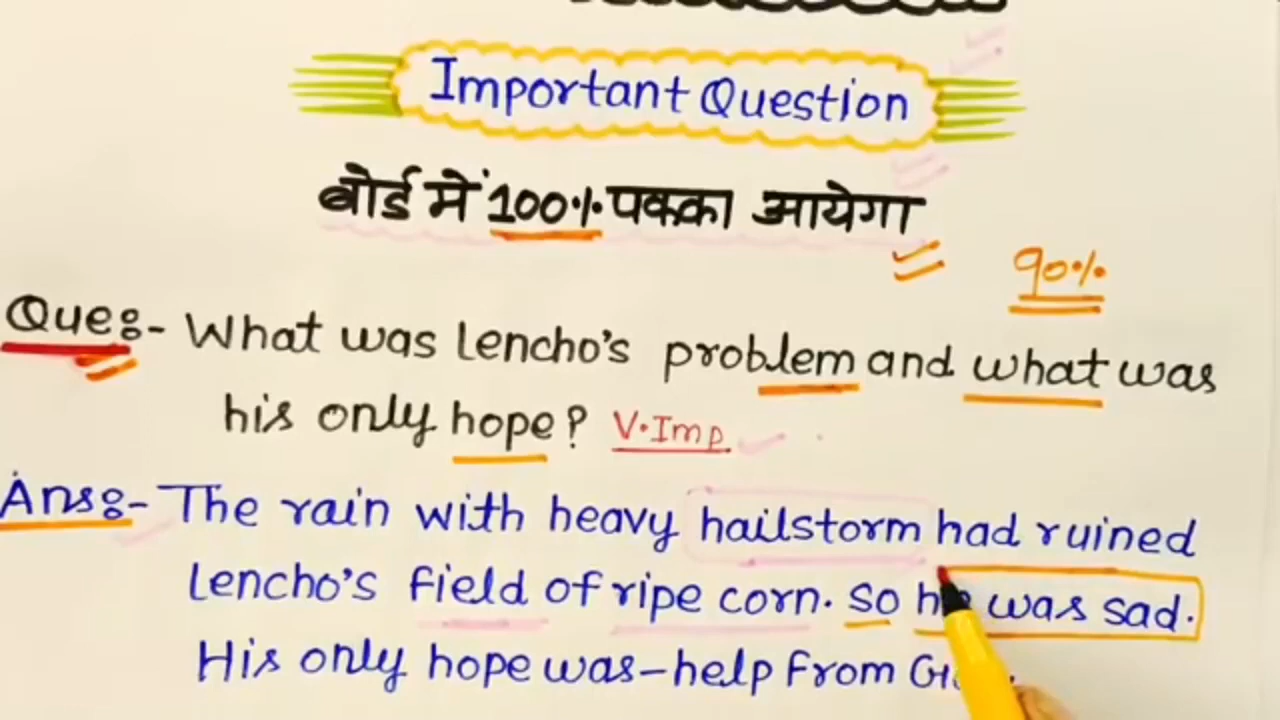 Important Question
बोर्ड में 100% पक्का आयेगा
90%
Ques- What was Lencho's problem and what was
his only hope? V.Imp
Ans:- The rain with heavy hailstorm had ruined
Lencho's field of ripe corn. so he was sad.
His only hope was-help from